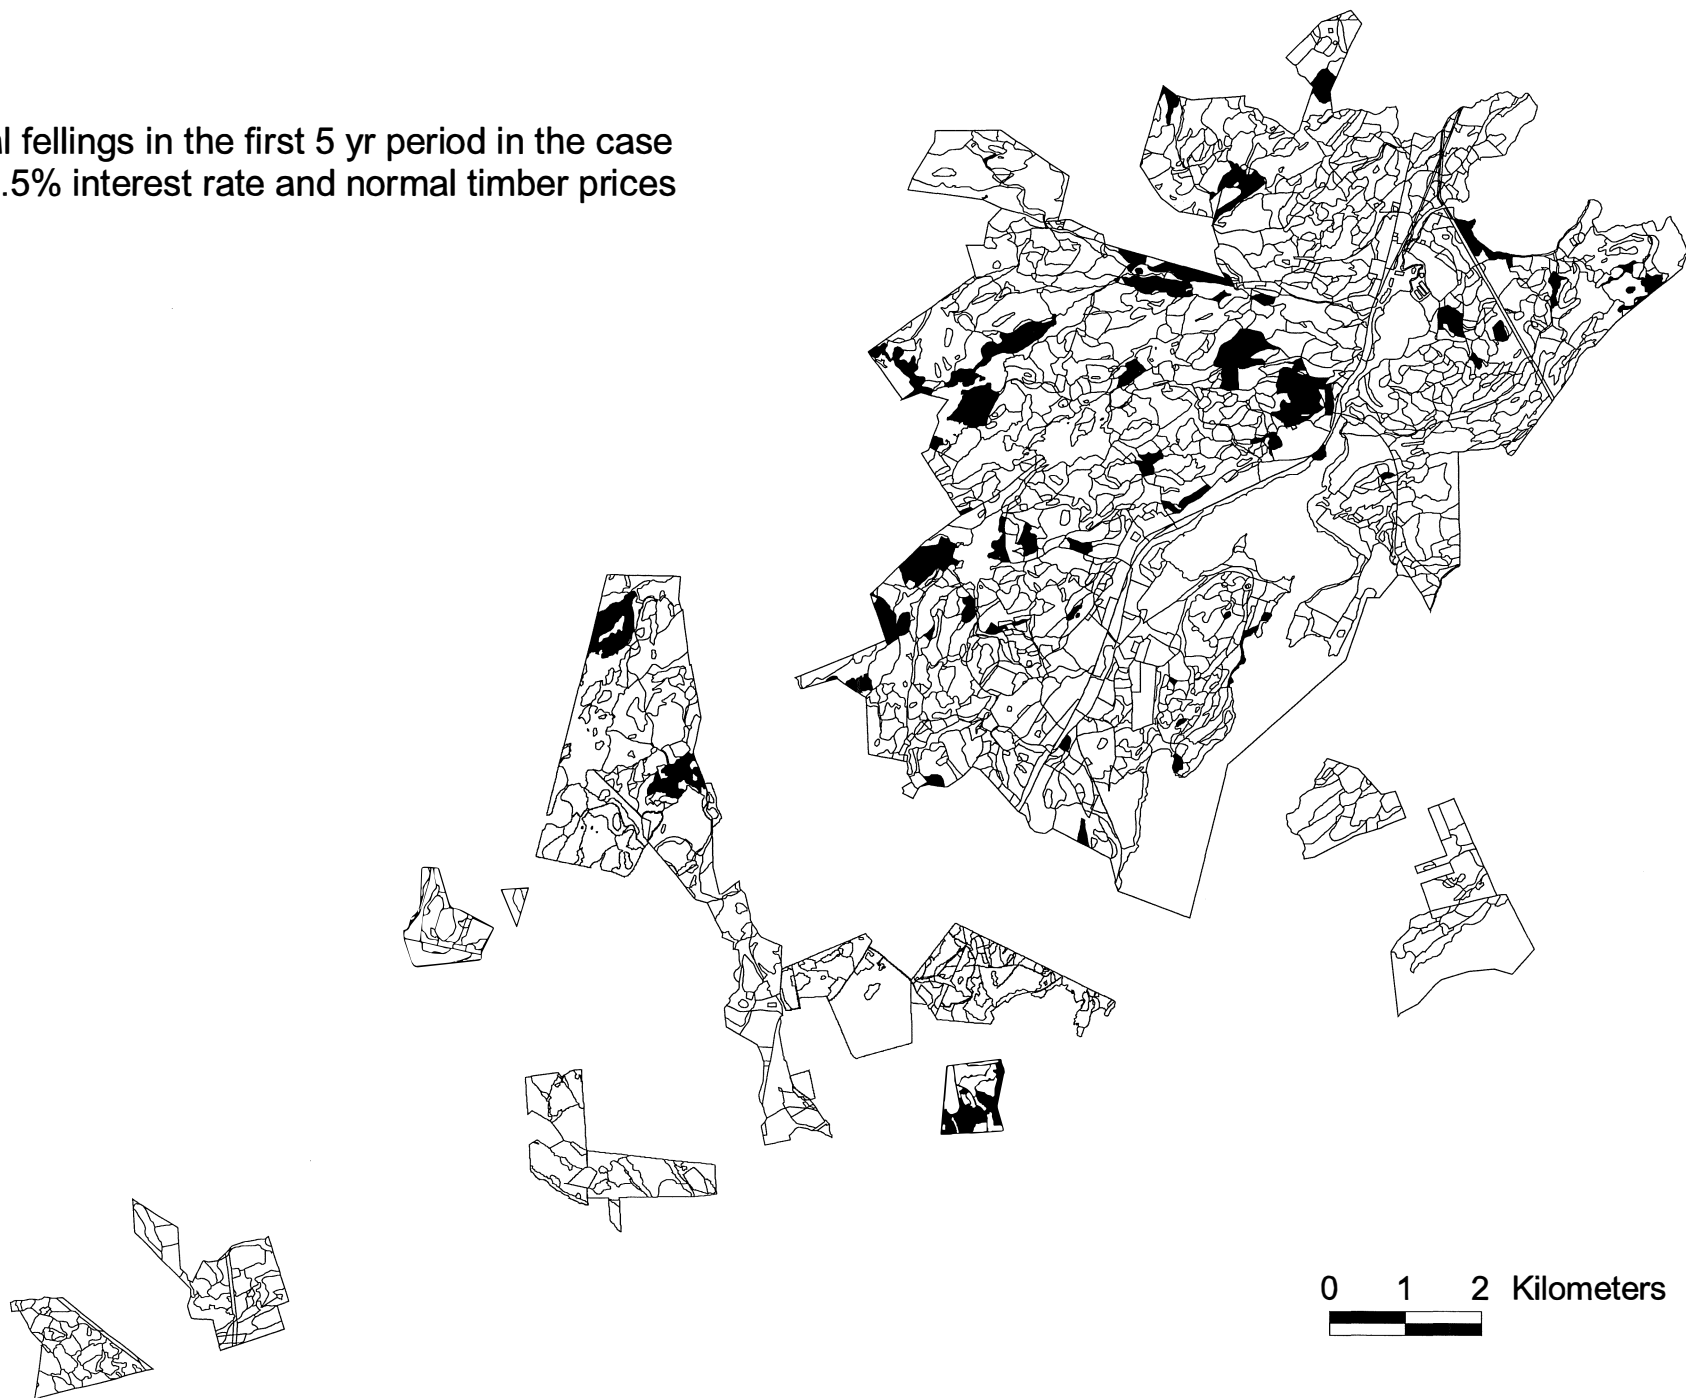 l fellings in the first 5 yr period in the case
.5% interest rate and normal timber prices
0 1 2 Kilometers